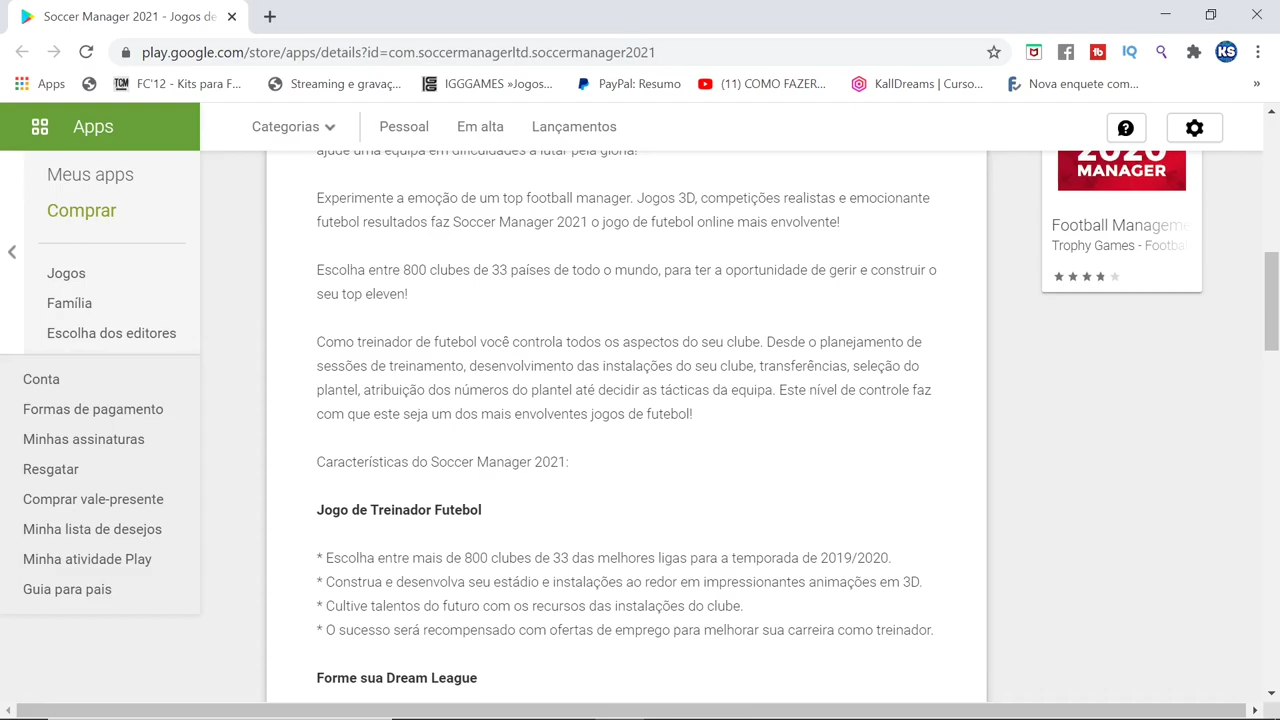 Soccer Manager 2021 - Jogos de
play.google.com/store/apps/details?id=com.soccermanagerltd.soccermanager2021
KS
Apps
FC'12 - Kits para F...
Streaming e gravaç...
IGGGAMES »Jogos...
PayPal: Resumo
(11) COMO FAZER...
KallDreams | Curso...
Nova enquete com...
»
Apps
Categorias
Pessoal
Em alta
Lançamentos
Meus apps
Comprar
Jogos
Família
Escolha dos editores
Conta
Formas de pagamento
Minhas assinaturas
Resgatar
Comprar vale-presente
Minha lista de desejos
Minha atividade Play
Guia para pais
ajude uma equipa em dificuldades a lutar pela glória!
Experimente a emoção de um top football manager. Jogos 3D, competições realistas e emocionante
futebol resultados faz Soccer Manager 2021 o jogo de futebol online mais envolvente!
Escolha entre 800 clubes de 33 países de todo o mundo, para ter a oportunidade de gerir e construir o
seu top eleven!
Como treinador de futebol você controla todos os aspectos do seu clube. Desde o planejamento de
sessões de treinamento, desenvolvimento das instalações do seu clube, transferências, seleção do
plantel, atribuição dos números do plantel até decidir as tácticas da equipa. Este nível de controle faz
com que este seja um dos mais envolventes jogos de futebol!
Características do Soccer Manager 2021:
Jogo de Treinador Futebol
* Escolha entre mais de 800 clubes de 33 das melhores ligas para a temporada de 2019/2020.
* Construa e desenvolva seu estádio e instalações ao redor em impressionantes animações em 3D.
* Cultive talentos do futuro com os recursos das instalações do clube.
* O sucesso será recompensado com ofertas de emprego para melhorar sua carreira como treinador.
Forme sua Dream League
2020
MANAGER
Football Manageme
Trophy Games - Footbal